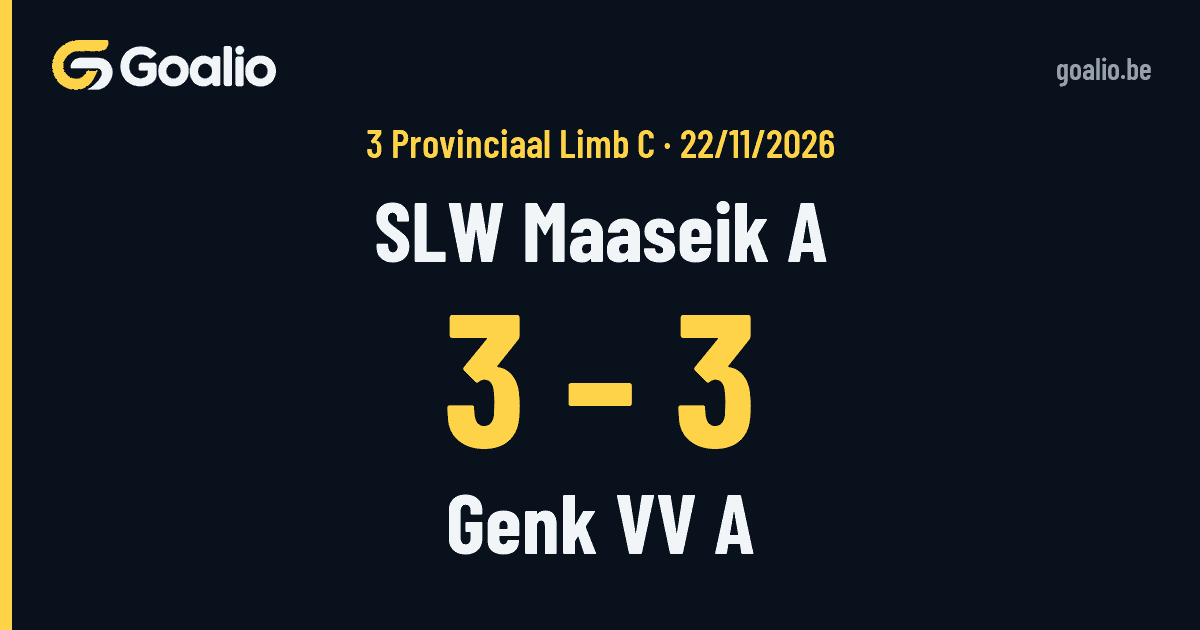 Goalio
goalio.be
3 Provinciaal Limb C · 22/11/2026
SLW Maaseik A
3 – 3
Genk VV A